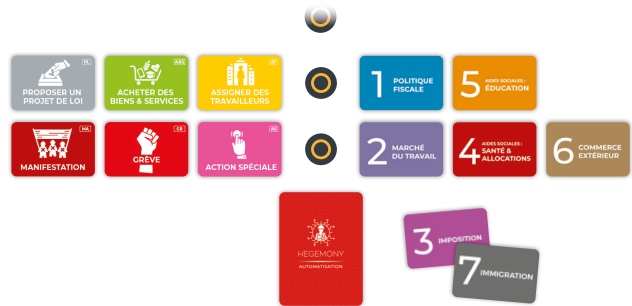 PL
PROPOSER UN
PROJET DE LOI
ABS
ACHETER DES
BIENS & SERVICES
AT
ASSIGNER DES
TRAVAILLEURS
MA
MANIFESTATION
GR
GRÈVE
AS
ACTION SPÉCIALE
1 POLITIQUE
FISCALE
5 AIDES SOCIALES :
ÉDUCATION
2 MARCHÉ
DU TRAVAIL
4 AIDES SOCIALES :
SANTÉ &
ALLOCATIONS
6 COMMERCE
EXTÉRIEUR
HEGEMONY
AUTOMATISATION
3 IMPOSITION
7 IMMIGRATION